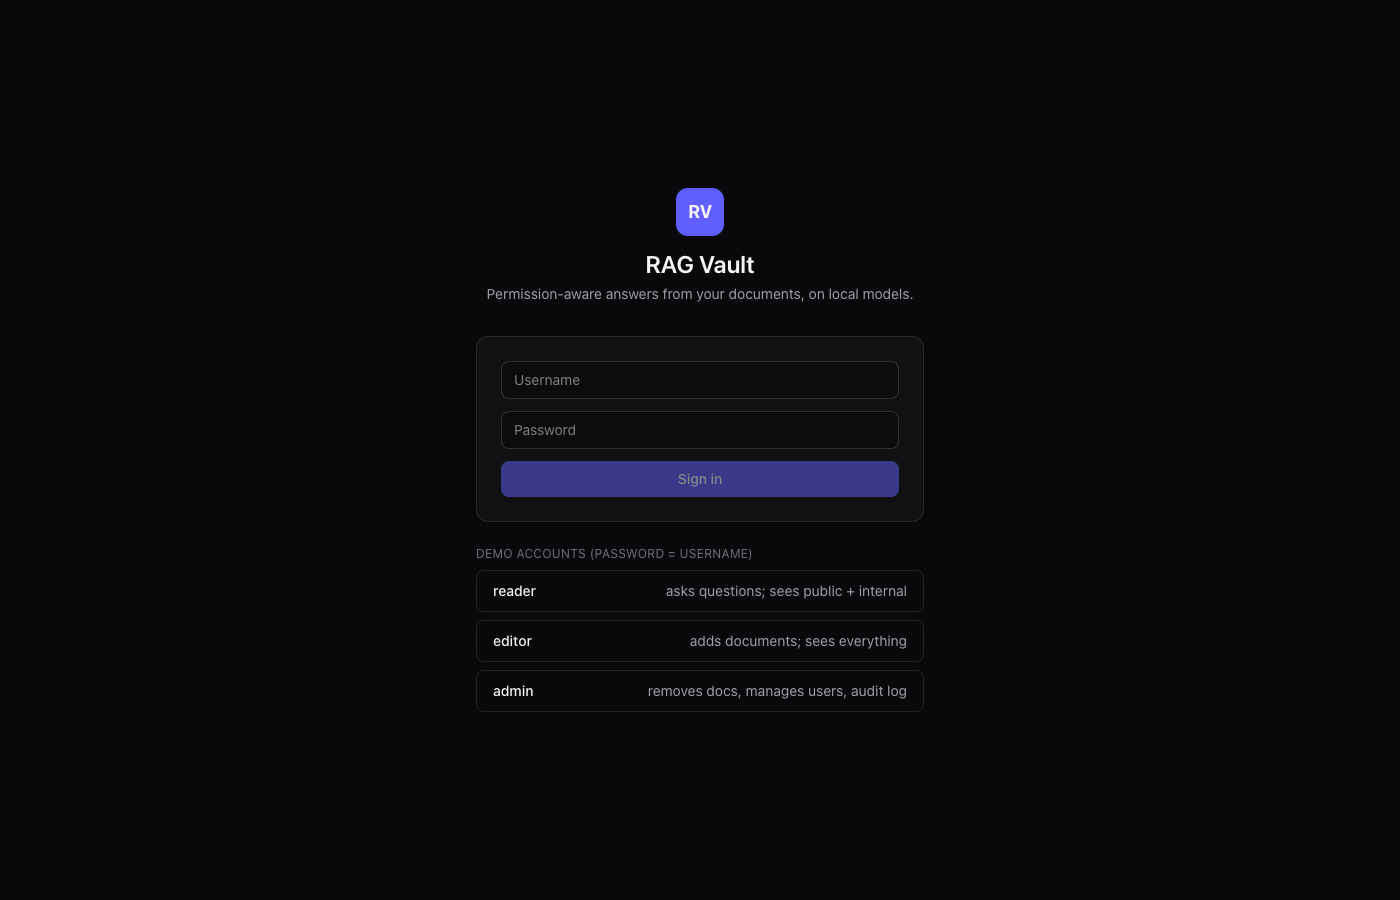 RV
RAG Vault
Permission-aware answers from your documents, on local models.
Username
Password
Sign in
DEMO ACCOUNTS (PASSWORD = USERNAME)
reader asks questions; sees public + internal
editor adds documents; sees everything
admin removes docs, manages users, audit log